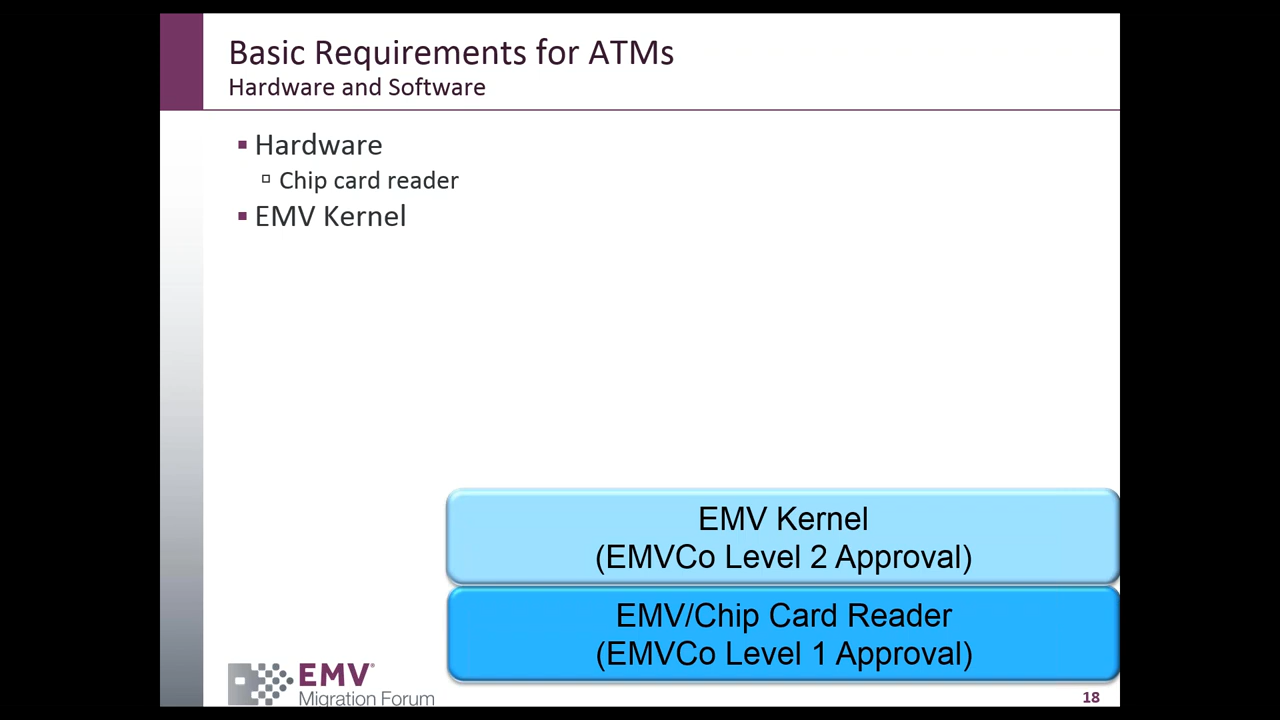 Basic Requirements for ATMs
Hardware and Software
Hardware
Chip card reader
EMV Kernel
EMV Kernel
(EMVCo Level 2 Approval)
EMV/Chip Card Reader
(EMVCo Level 1 Approval)
EMV®
Migration Forum
18